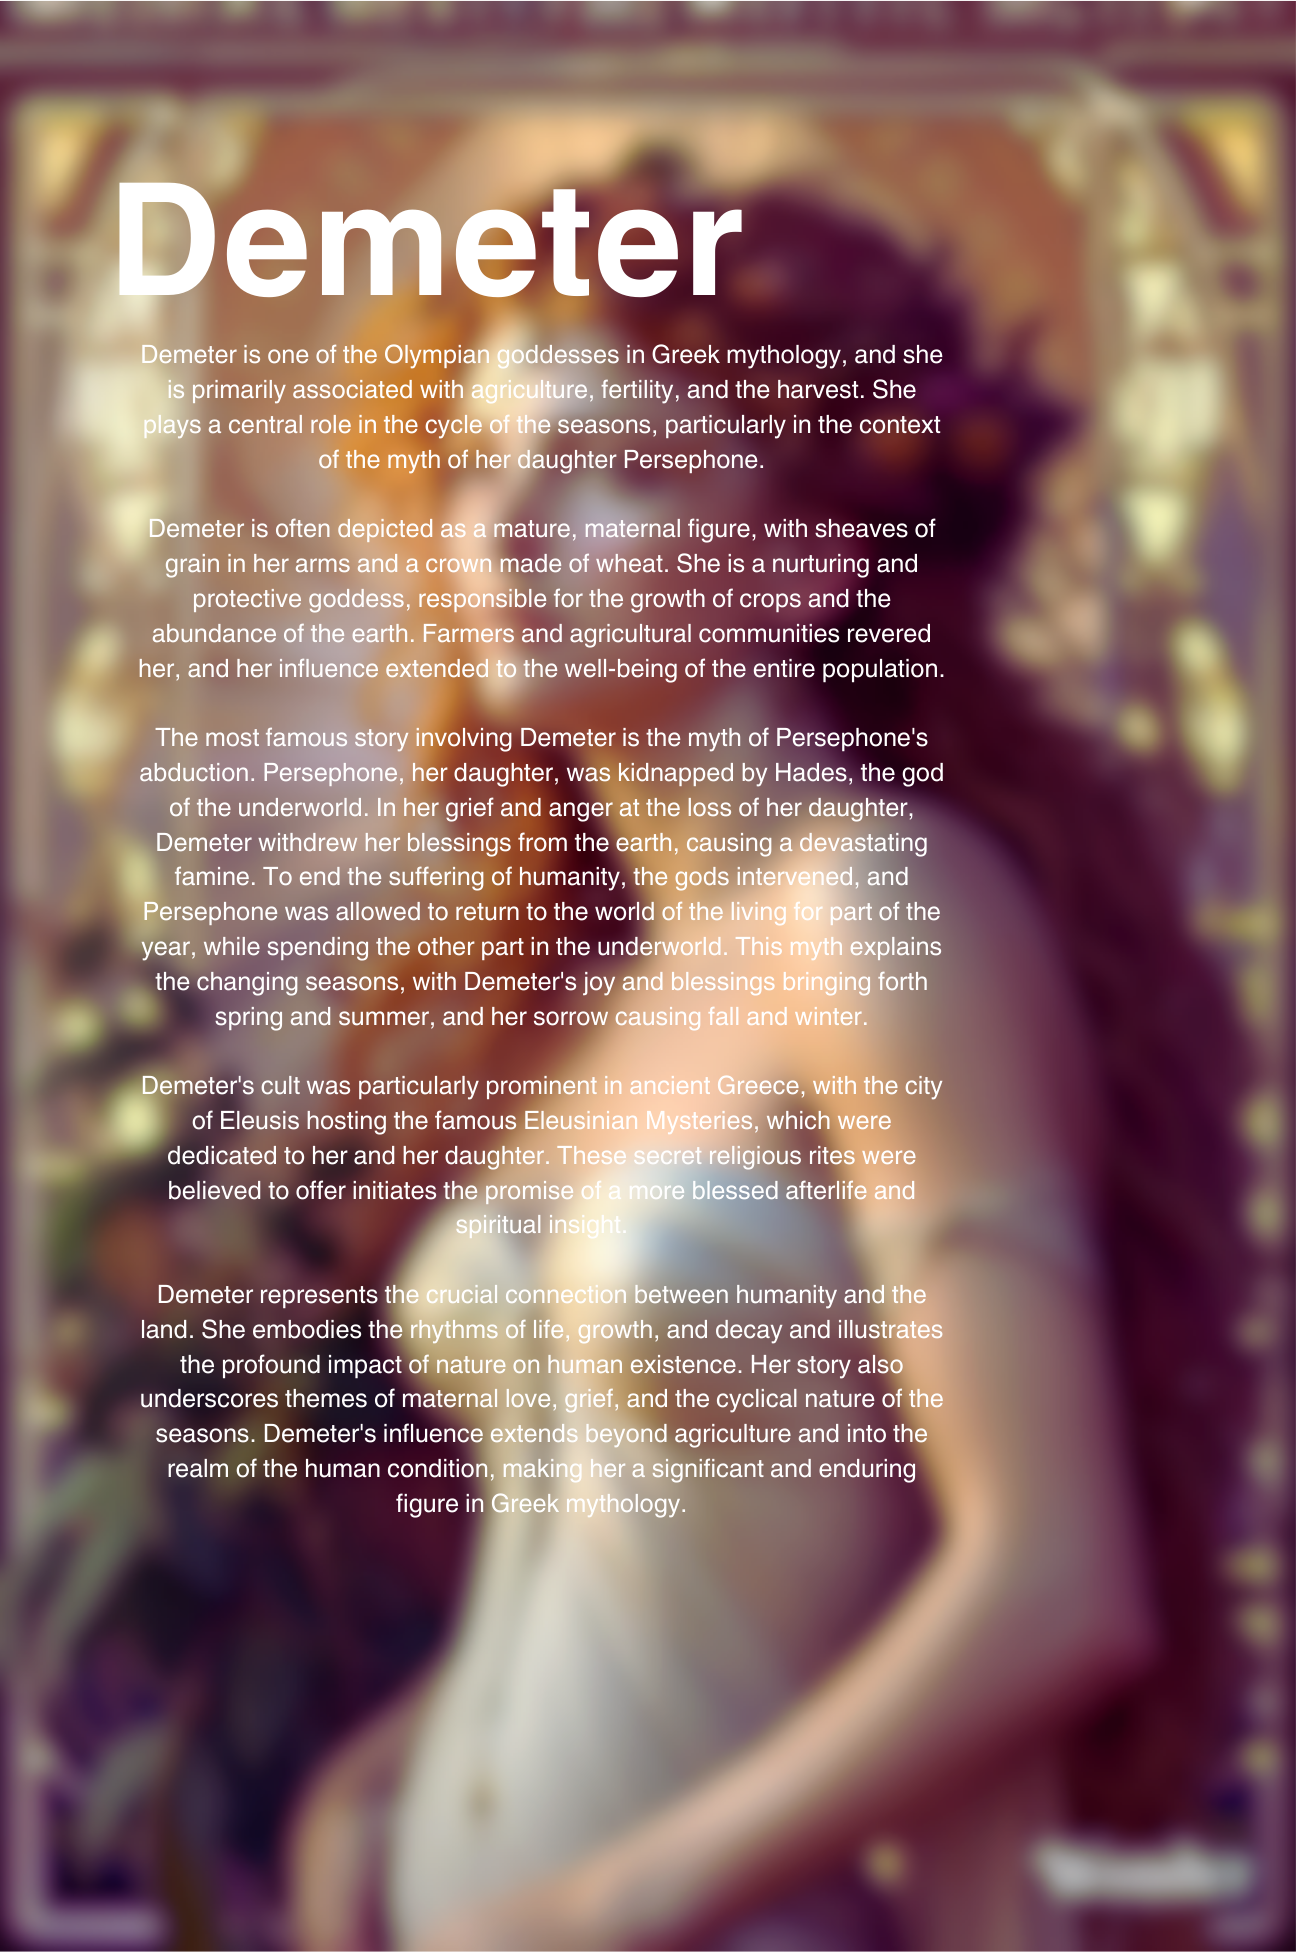 Demeter
Demeter is one of the Olympian goddesses in Greek mythology, and she
is primarily associated with agriculture, fertility, and the harvest. She
plays a central role in the cycle of the seasons, particularly in the context
of the myth of her daughter Persephone.
Demeter is often depicted as a mature, maternal figure, with sheaves of
grain in her arms and a crown made of wheat. She is a nurturing and
protective goddess, responsible for the growth of crops and the
abundance of the earth. Farmers and agricultural communities revered
her, and her influence extended to the well-being of the entire population.
The most famous story involving Demeter is the myth of Persephone's
abduction. Persephone, her daughter, was kidnapped by Hades, the god
of the underworld. In her grief and anger at the loss of her daughter,
Demeter withdrew her blessings from the earth, causing a devastating
famine. To end the suffering of humanity, the gods intervened, and
Persephone was allowed to return to the world of the living for part of the
year, while spending the other part in the underworld. This myth explains
the changing seasons, with Demeter's joy and blessings bringing forth
spring and summer, and her sorrow causing fall and winter.
Demeter's cult was particularly prominent in ancient Greece, with the city
of Eleusis hosting the famous Eleusinian Mysteries, which were
dedicated to her and her daughter. These secret religious rites were
believed to offer initiates the promise of a more blessed afterlife and
spiritual insight.
Demeter represents the crucial connection between humanity and the
land. She embodies the rhythms of life, growth, and decay and illustrates
the profound impact of nature on human existence. Her story also
underscores themes of maternal love, grief, and the cyclical nature of the
seasons. Demeter's influence extends beyond agriculture and into the
realm of the human condition, making her a significant and enduring
figure in Greek mythology.